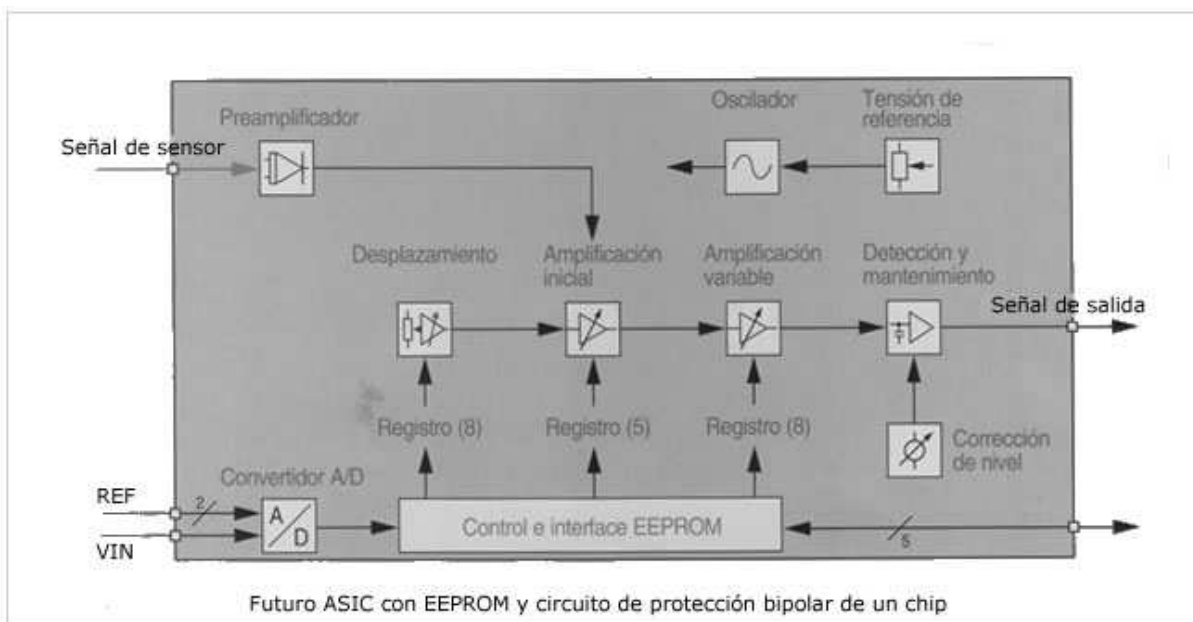 Preamplificador
Oscilador
Tensión de
referencia
Señal de sensor
Desplazamiento
Amplificación
inicial
Amplificación
variable
Detección y
mantenimiento
Señal de salida
Registro (8)
Registro (5)
Registro (8)
Corrección
de nivel
Convertidor A/D
REF
2
A
D
VIN
Control e interface EEPROM
5
Futuro ASIC con EEPROM y circuito de protección bipolar de un chip